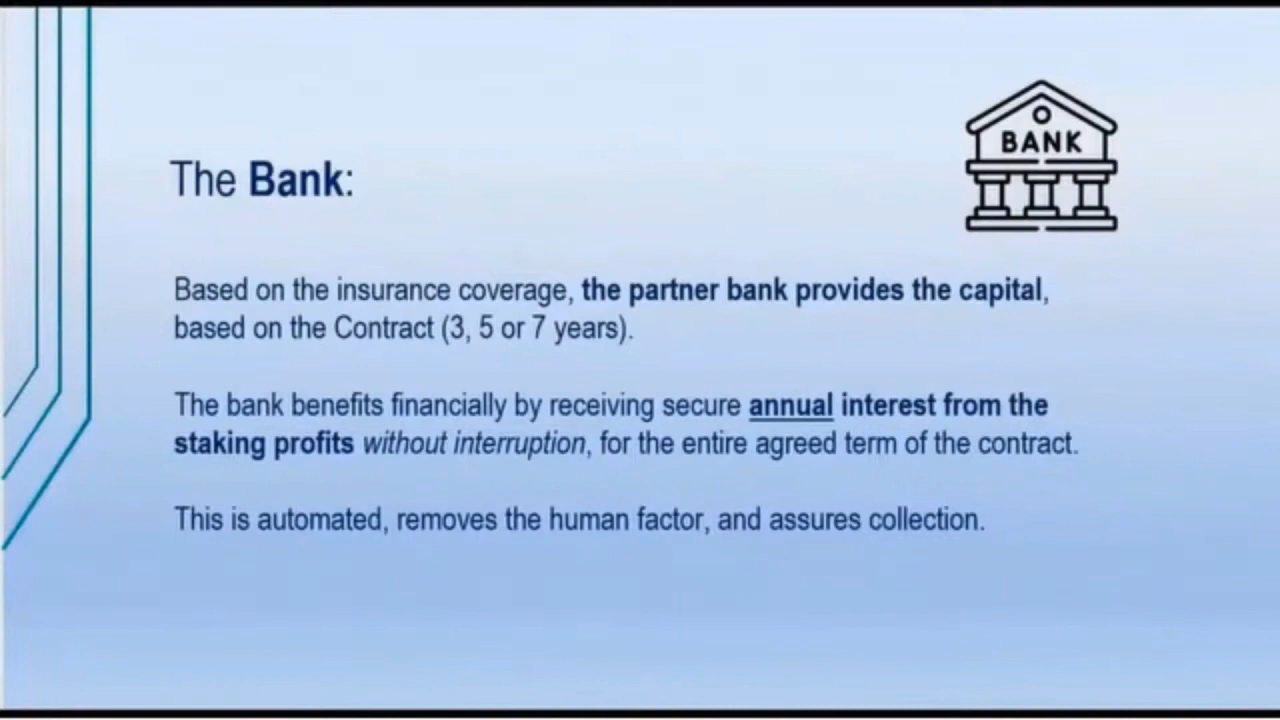 BANK
The Bank:
Based on the insurance coverage, the partner bank provides the capital,
based on the Contract (3, 5 or 7 years).
The bank benefits financially by receiving secure annual interest from the
staking profits without interruption, for the entire agreed term of the contract.
This is automated, removes the human factor, and assures collection.